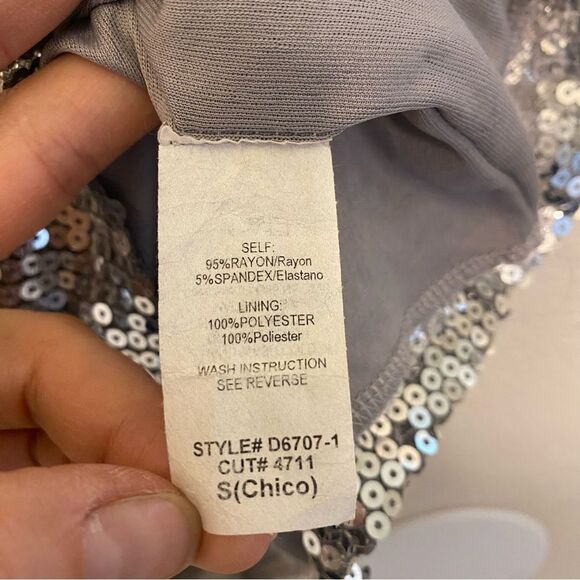 SELF:
95%RAYON/Rayon
5%SPANDEX/Elastano
LINING:
100%POLYESTER
100%Poliester
WASH INSTRUCTION
SEE REVERSE
STYLE# D6707-1
CUT# 4711
S(Chico)